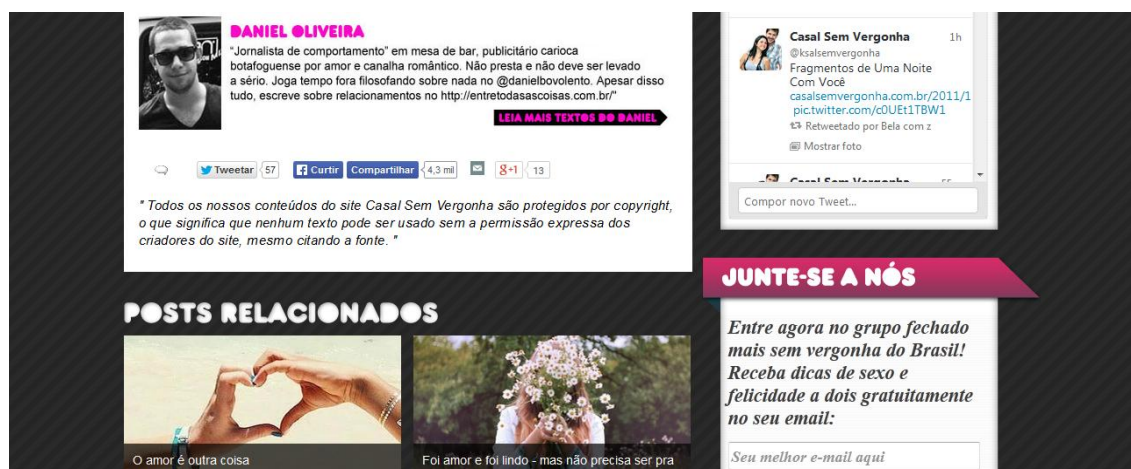 DANIEL OLIVEIRA
“Jornalista de comportamento” em mesa de bar, publicitário carioca
botafoguense por amor e canalha romântico. Não presta e não deve ser levado
a sério. Joga tempo fora filosofando sobre nada no @danielbovolento. Apesar disso
tudo, escreve sobre relacionamentos no http://entretodasascoisas.com.br/"
LEIA MAIS TEXTOS DO DANIEL
Tweetar 57 Curtir Compartilhar 4,3 mil g+1 13
" Todos os nossos conteúdos do site Casal Sem Vergonha são protegidos por copyright,
o que significa que nenhum texto pode ser usado sem a permissão expressa dos
criadores do site, mesmo citando a fonte. "
POSTS RELACIONADOS
O amor é outra coisa
Foi amor e foi lindo - mas não precisa ser pra
Casal Sem Vergonha 1h
@ksalsemvergonha
Fragmentos de Uma Noite
Com Você
casalsemvergonha.com.br/2011/1
pic.twitter.com/c0UEt1TBW1
Retweetado por Bela com z
Mostrar foto
Casal Sem Vergonha
Compor novo Tweet...
JUNTE-SE A NÓS
Entre agora no grupo fechado
mais sem vergonha do Brasil!
Receba dicas de sexo e
felicidade a dois gratuitamente
no seu email:
Seu melhor e-mail aqui